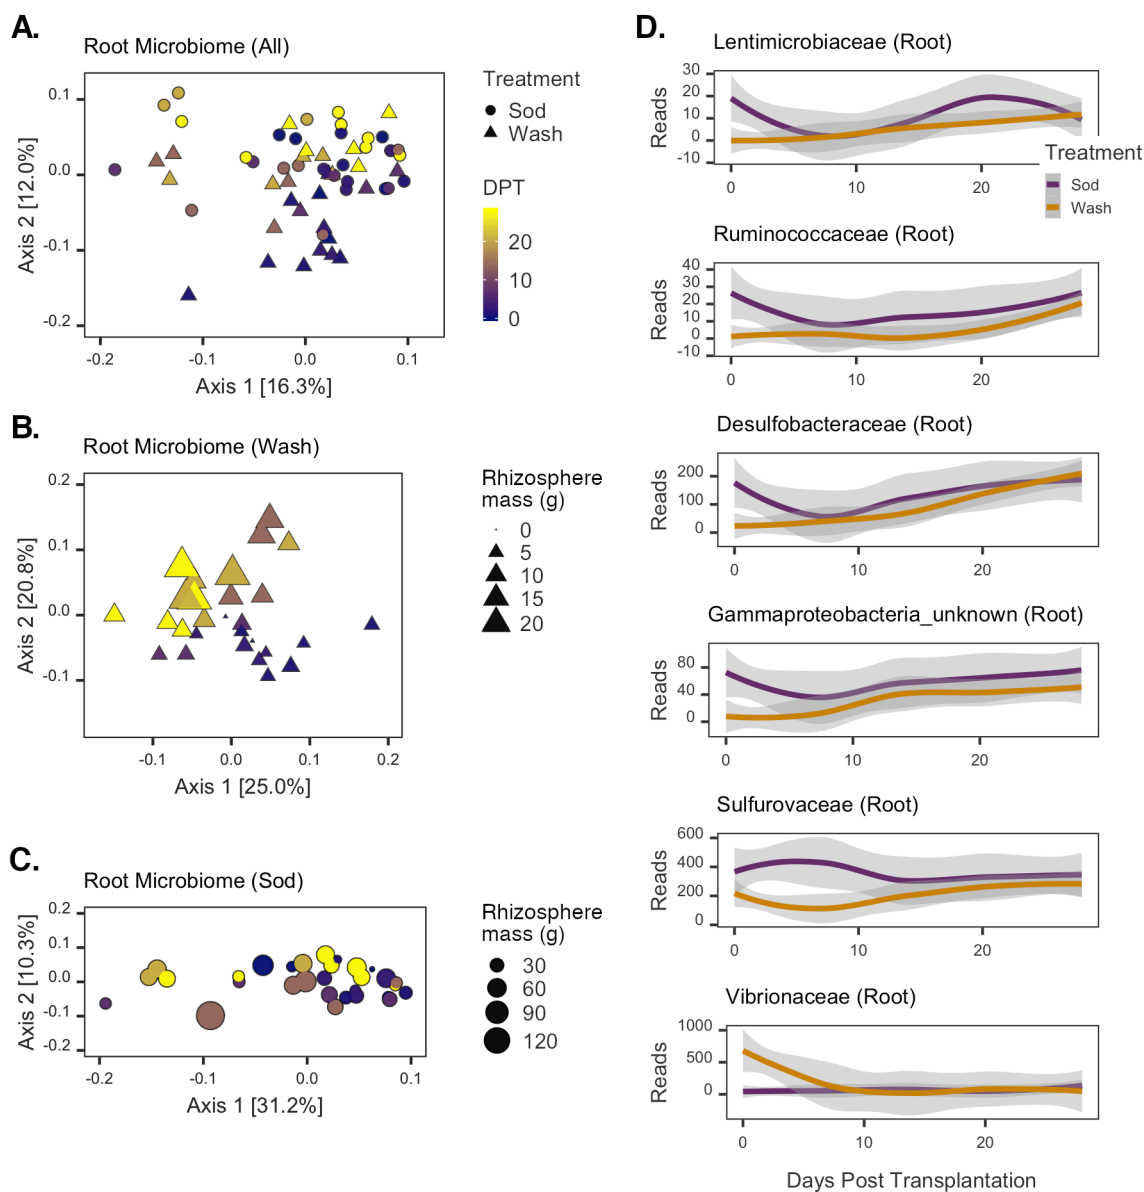 A.
Root Microbiome (All)
0.1
0.0
-0.1
-0.2
Axis 2 [12.0%]
-0.2
-0.1
0.0
0.1
Axis 1 [16.3%]
Treatment
Sod
Wash
DPT
20
10
0
B.
Root Microbiome (Wash)
0.2
0.1
0.0
-0.1
Axis 2 [20.8%]
-0.1
0.0
0.1
0.2
Axis 1 [25.0%]
Rhizosphere
mass (g)
0
5
10
15
20
C.
Root Microbiome (Sod)
0.2
0.1
0.0
-0.1
-0.2
Axis 2 [10.3%]
-0.2
-0.1
0.0
0.1
Axis 1 [31.2%]
Rhizosphere
mass (g)
30
60
90
120
D.
Lentimicrobiaceae (Root)
30
20
10
0
-10
Reads
0
10
20
Treatment
Sod
Wash
Ruminococcaceae (Root)
40
30
20
10
0
-10
Reads
0
10
20
Desulfobacteraceae (Root)
200
100
0
Reads
0
10
20
Gammaproteobacteria_unknown (Root)
80
40
0
Reads
0
10
20
Sulfurovaceae (Root)
600
400
200
0
Reads
0
10
20
Vibrionaceae (Root)
1000
500
0
Reads
0
10
20
Days Post Transplantation